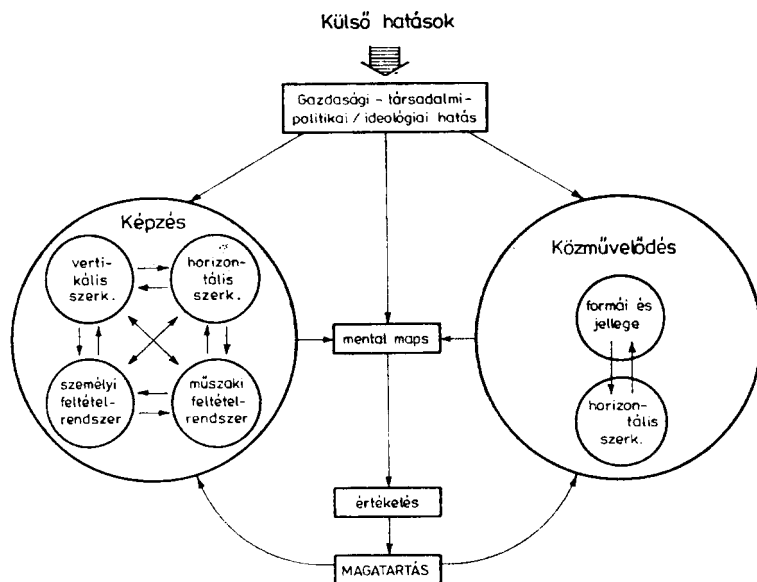 Külső hatások
Gazdasági - társadalmi-
politikai / ideológiai hatás
Képzés
verti-
kális
szerk.
horizon-
tális
szerk.
személyi
feltétel-
rendszer
műszaki
feltétel-
rendszer
mental maps
Közművelődés
formái és
jellege
horizon-
tális
szerk.
értékelés
MAGATARTÁS